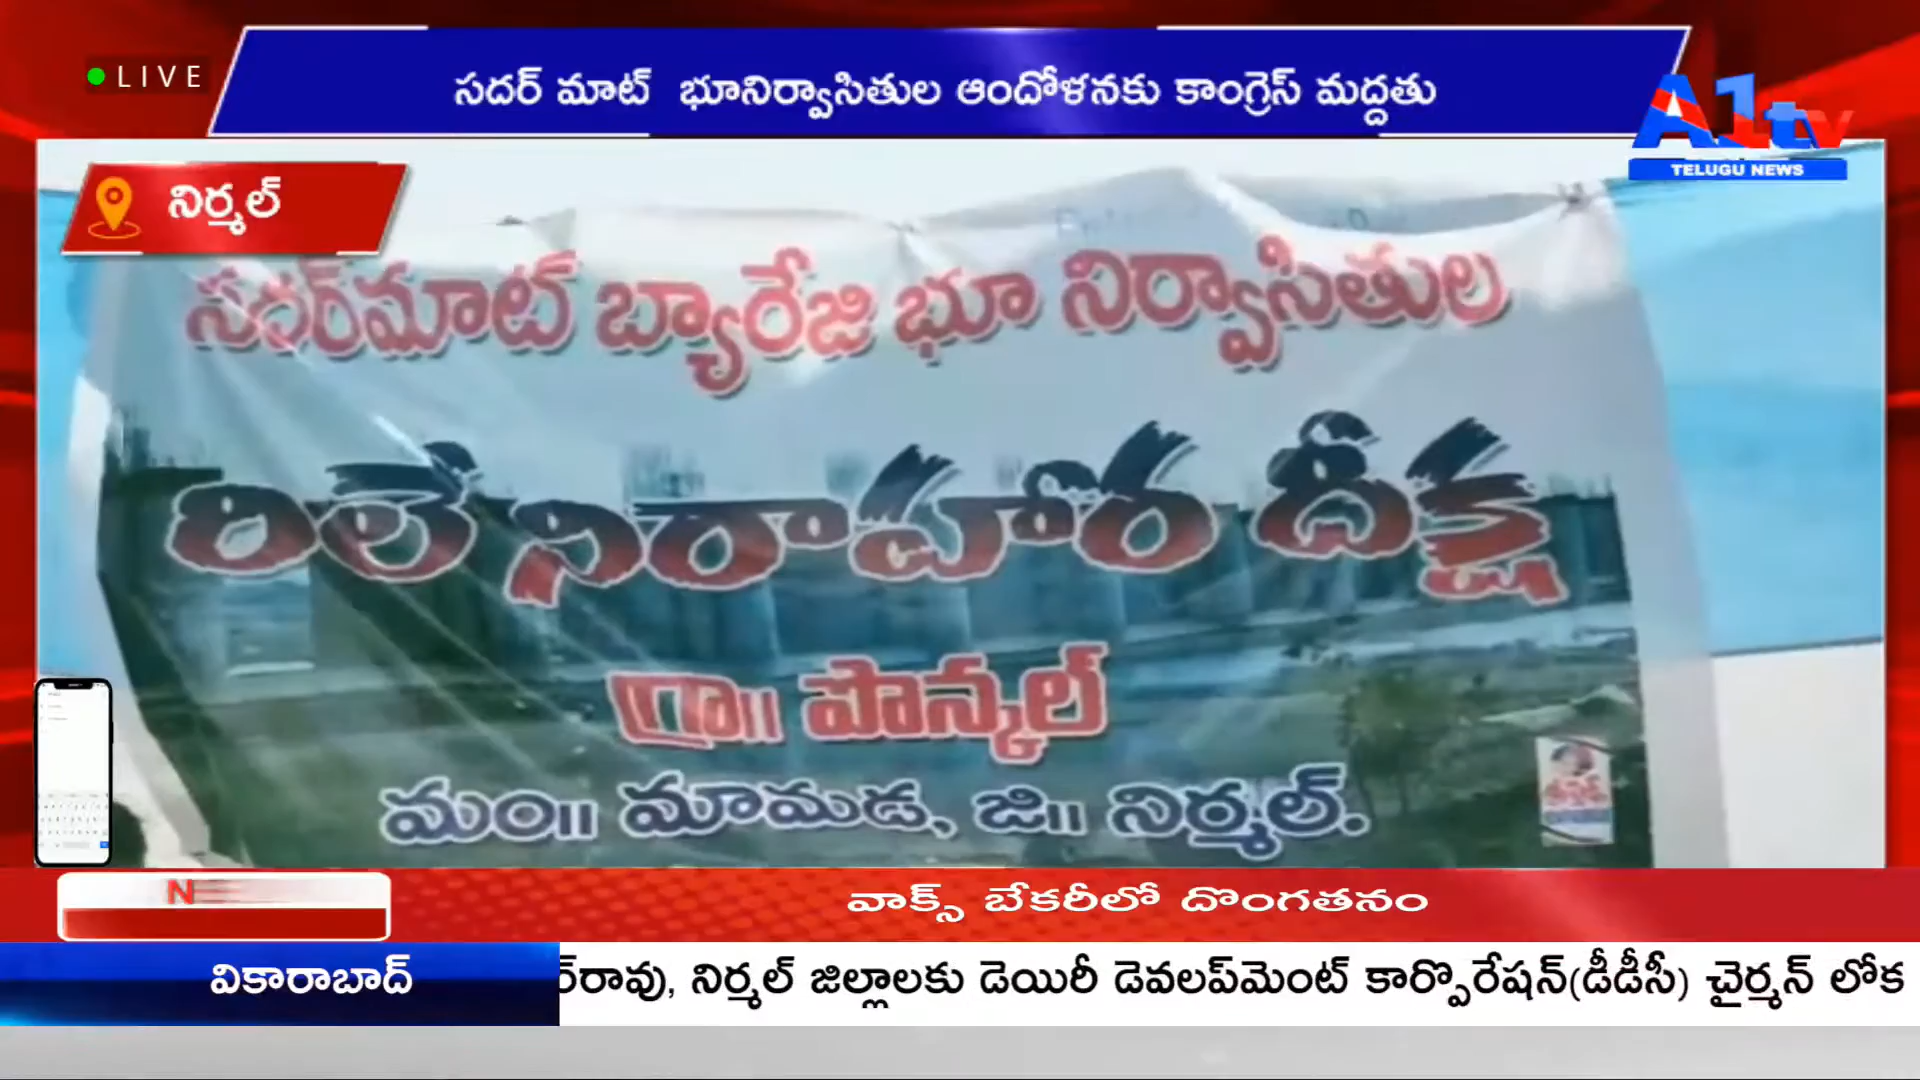 LIVE
సదర్ మాట్ భూనిర్వాసితుల ఆందోళనకు కాంగ్రెస్ మద్దతు
A1tv
TELUGU NEWS
నిర్మల్
సదర్‌మాట్ బ్యారేజి భూ నిర్వాసితుల
రిలే నిరాహార దీక్ష
గ్రా॥ పొన్కల్
మం॥ మామడ, జి॥ నిర్మల్.
N
వాక్స్ బేకరీలో దొంగతనం
వికారాబాద్
ర్‌రావు, నిర్మల్ జిల్లాలకు డెయిరీ డెవలప్‌మెంట్ కార్పొరేషన్(డీడీసీ) చైర్మన్ లోక